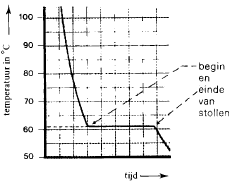 temperatuur in °C
100
90
80
70
60
50
begin
en
einde
van
stollen
tijd